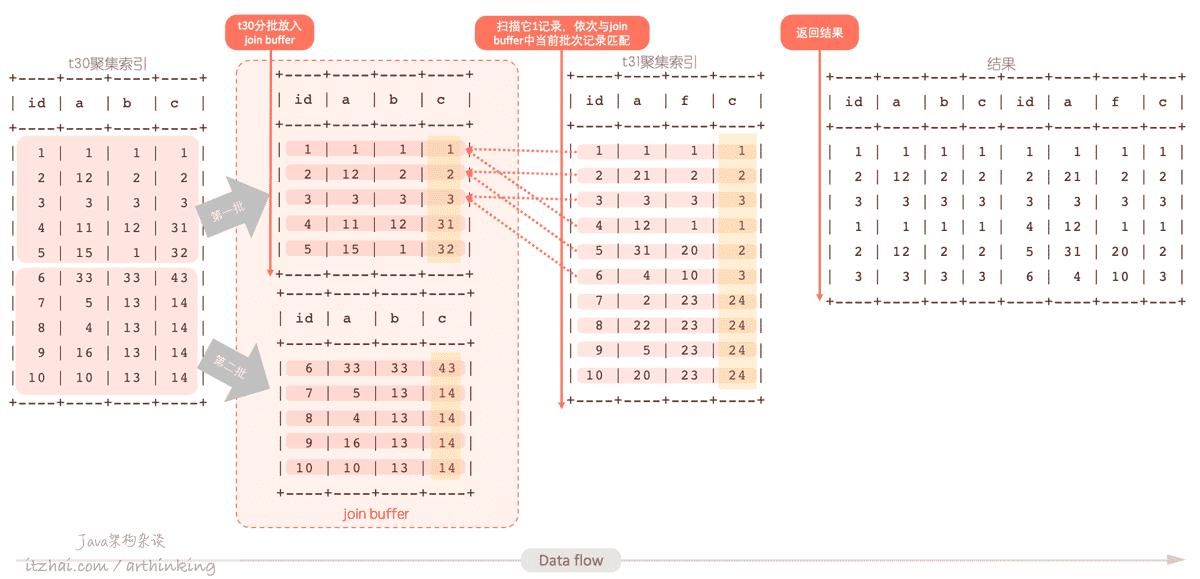 t30分批放入
join buffer
扫描它1记录，依次与join
buffer中当前批次记录匹配
返回结果
t30聚集索引
+----+----+----+----+
| id | a | b | c |
+----+----+----+----+
| 1 | 1 | 1 | 1 |
| 2 | 12 | 2 | 2 |
| 3 | 3 | 3 | 3 |
| 4 | 11 | 12 | 31 |
| 5 | 15 | 1 | 32 |
| 6 | 33 | 33 | 43 |
| 7 | 5 | 13 | 14 |
| 8 | 4 | 13 | 14 |
| 9 | 16 | 13 | 14 |
| 10 | 10 | 13 | 14 |
+----+----+----+----+
第一批
第二批
+----+----+----+----+
| id | a | b | c |
+----+----+----+----+
| 1 | 1 | 1 | 1 |
| 2 | 12 | 2 | 2 |
| 3 | 3 | 3 | 3 |
| 4 | 11 | 12 | 31 |
| 5 | 15 | 1 | 32 |
+----+----+----+----+
+----+----+----+----+
| id | a | b | c |
+----+----+----+----+
| 6 | 33 | 33 | 43 |
| 7 | 5 | 13 | 14 |
| 8 | 4 | 13 | 14 |
| 9 | 16 | 13 | 14 |
| 10 | 10 | 13 | 14 |
+----+----+----+----+
join buffer
t31聚集索引
+----+----+----+----+
| id | a | f | c |
+----+----+----+----+
| 1 | 1 | 1 | 1 |
| 2 | 21 | 2 | 2 |
| 3 | 3 | 3 | 3 |
| 4 | 12 | 1 | 1 |
| 5 | 31 | 20 | 2 |
| 6 | 4 | 10 | 3 |
| 7 | 2 | 23 | 24 |
| 8 | 22 | 23 | 24 |
| 9 | 5 | 23 | 24 |
| 10 | 20 | 23 | 24 |
+----+----+----+----+
结果
+----+----+---+---+----+----+----+---+
| id | a | b | c | id | a | f | c |
+----+----+---+---+----+----+----+---+
| 1 | 1 | 1 | 1 | 1 | 1 | 1 | 1 |
| 2 | 12 | 2 | 2 | 2 | 21 | 2 | 2 |
| 3 | 3 | 3 | 3 | 3 | 3 | 3 | 3 |
| 1 | 1 | 1 | 1 | 4 | 12 | 1 | 1 |
| 2 | 12 | 2 | 2 | 5 | 31 | 20 | 2 |
| 3 | 3 | 3 | 3 | 6 | 4 | 10 | 3 |
+----+----+---+---+----+----+----+---+
Java架构杂谈
itzhai.com / arthinking
Data flow